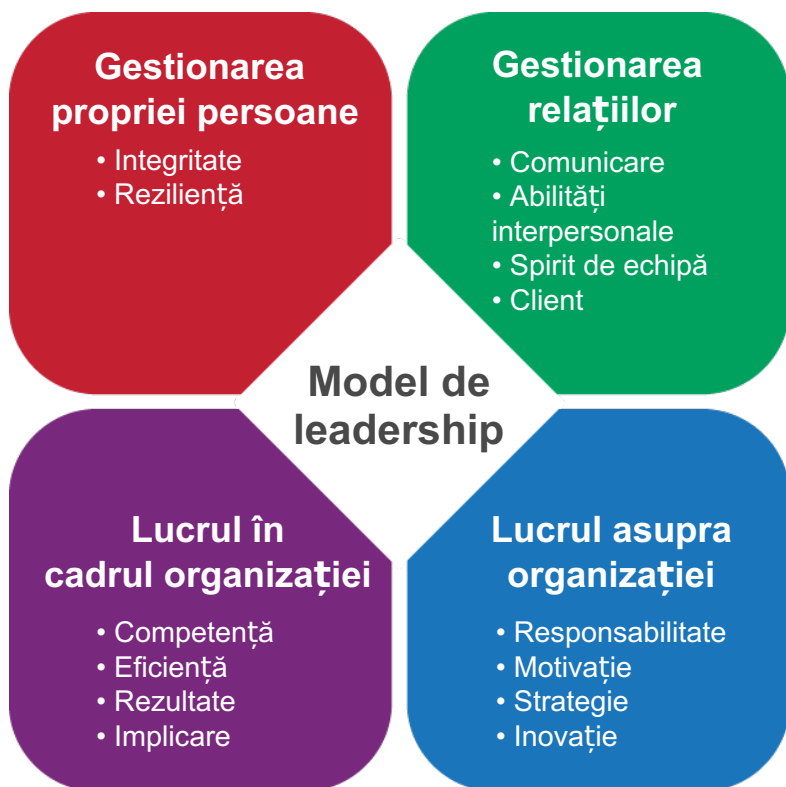 Gestionarea
propriei persoane
• Integritate
• Reziliență
Gestionarea
relațiilor
• Comunicare
• Abilități
interpersonale
• Spirit de echipă
• Client
Model de
leadership
Lucrul în
cadrul organizației
• Competență
• Eficiență
• Rezultate
• Implicare
Lucrul asupra
organizației
• Responsabilitate
• Motivație
• Strategie
• Inovație